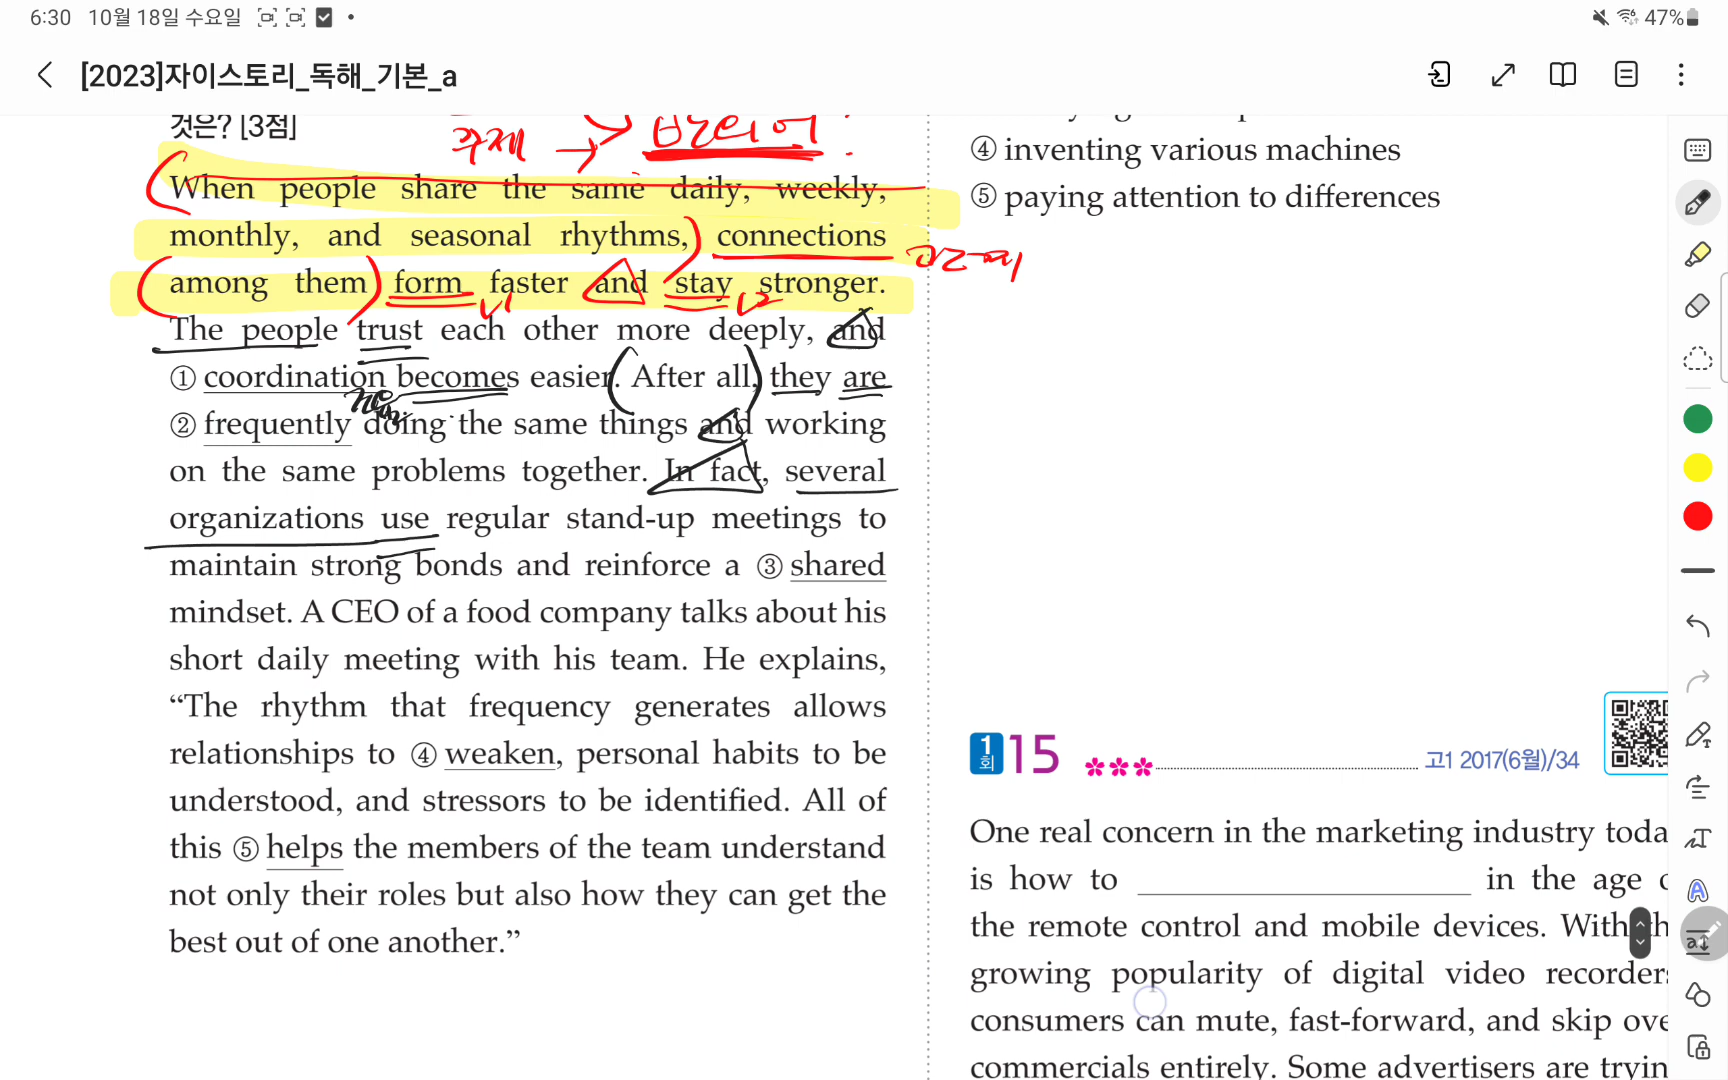 6:30 10월 18일 수요일
47%
[2023]자이스토리_독해_기본_a
것은? [3점]
주제 →
When people share the same daily, weekly,
monthly, and seasonal rhythms, connections
among them form faster and stay stronger.
V1 V2
The people trust each other more deeply, and
① coordination becomes easier. After all, they are
② frequently doing the same things and working
on the same problems together. In fact, several
organizations use regular stand-up meetings to
maintain strong bonds and reinforce a ③ shared
mindset. A CEO of a food company talks about his
short daily meeting with his team. He explains,
“The rhythm that frequency generates allows
relationships to ④ weaken, personal habits to be
understood, and stressors to be identified. All of
this ⑤ helps the members of the team understand
not only their roles but also how they can get the
best out of one another.”
④ inventing various machines
⑤ paying attention to differences
1회 15
고1 2017(6월)/34
One real concern in the marketing industry toda
is how to ____________ in the age o
the remote control and mobile devices. With th
growing popularity of digital video recorder
consumers can mute, fast-forward, and skip ove
commercials entirely. Some advertisers are tryin